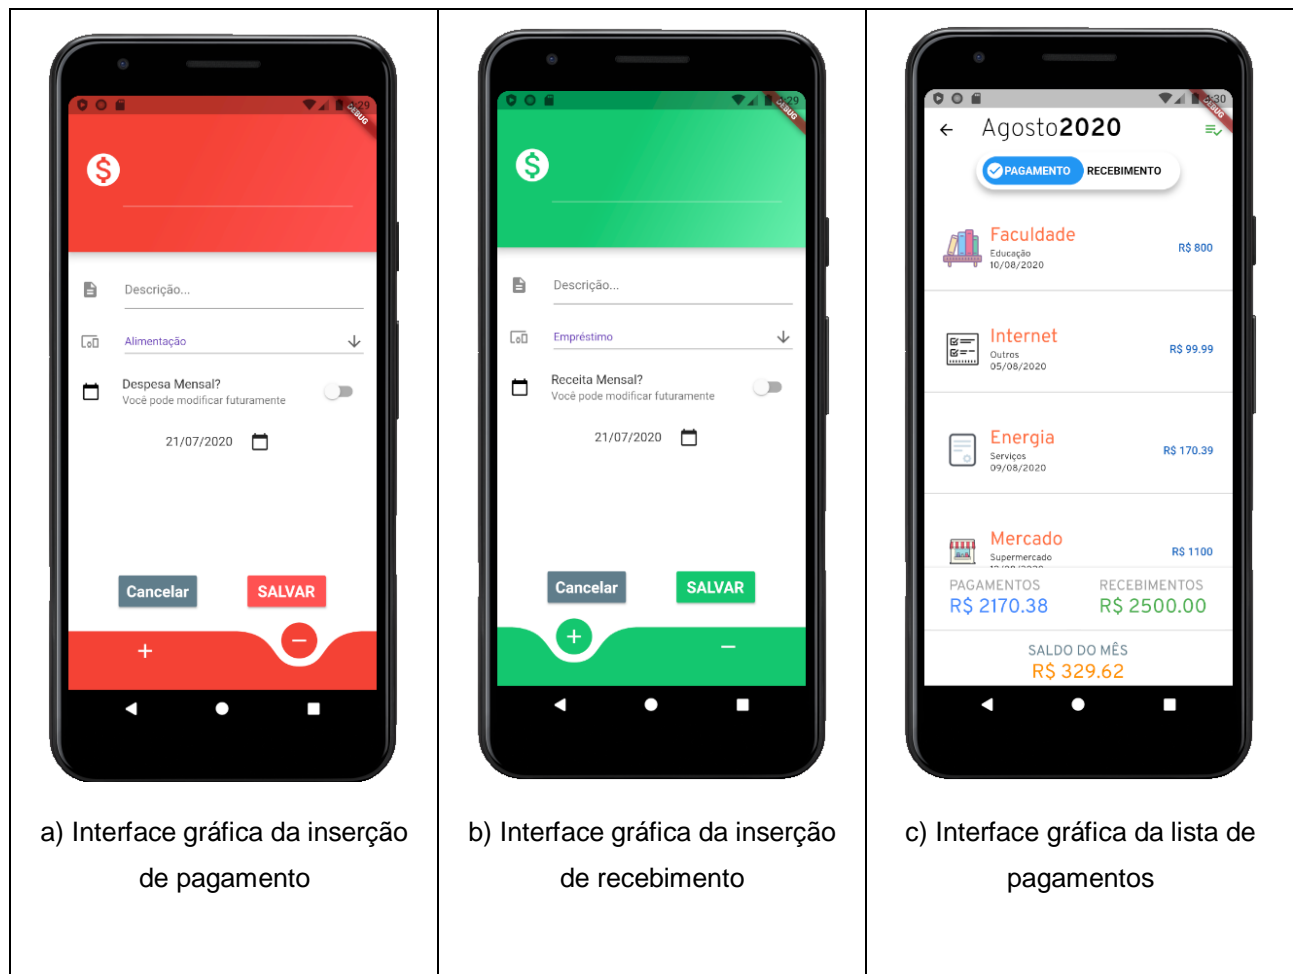 DEBUG
Descrição...
Alimentação
Despesa Mensal?
Você pode modificar futuramente
21/07/2020
Cancelar
SALVAR
+
−
a) Interface gráfica da inserção
de pagamento
DEBUG
Descrição...
Empréstimo
Receita Mensal?
Você pode modificar futuramente
21/07/2020
Cancelar
SALVAR
+
−
b) Interface gráfica da inserção
de recebimento
DEBUG
Agosto2020
PAGAMENTO RECEBIMENTO
Faculdade
Educação
10/08/2020
R$ 800
Internet
Outros
05/08/2020
R$ 99.99
Energia
Serviços
09/08/2020
R$ 170.39
Mercado
Supermercado
R$ 1100
PAGAMENTOS RECEBIMENTOS
R$ 2170.38 R$ 2500.00
SALDO DO MÊS
R$ 329.62
c) Interface gráfica da lista de
pagamentos